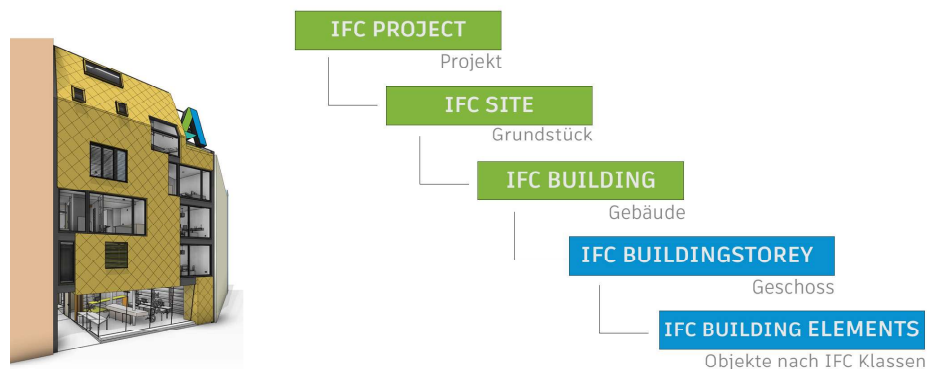 IFC PROJECT
Projekt
IFC SITE
Grundstück
IFC BUILDING
Gebäude
IFC BUILDINGSTOREY
Geschoss
IFC BUILDING ELEMENTS
Objekte nach IFC Klassen